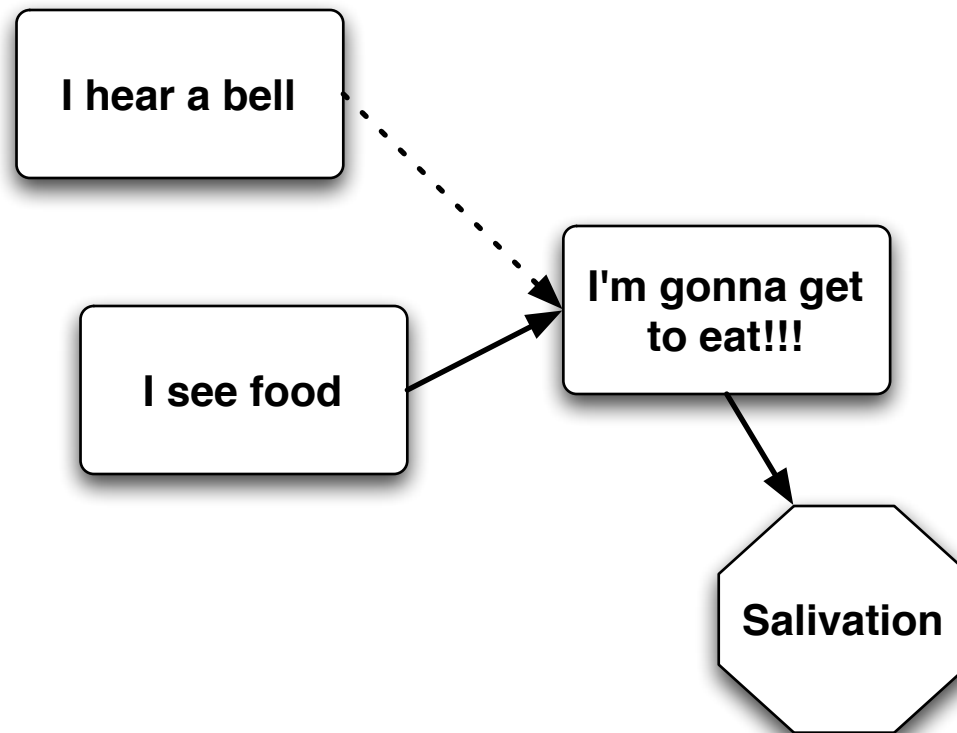 I hear a bell
I'm gonna get
to eat!!!
I see food
Salivation